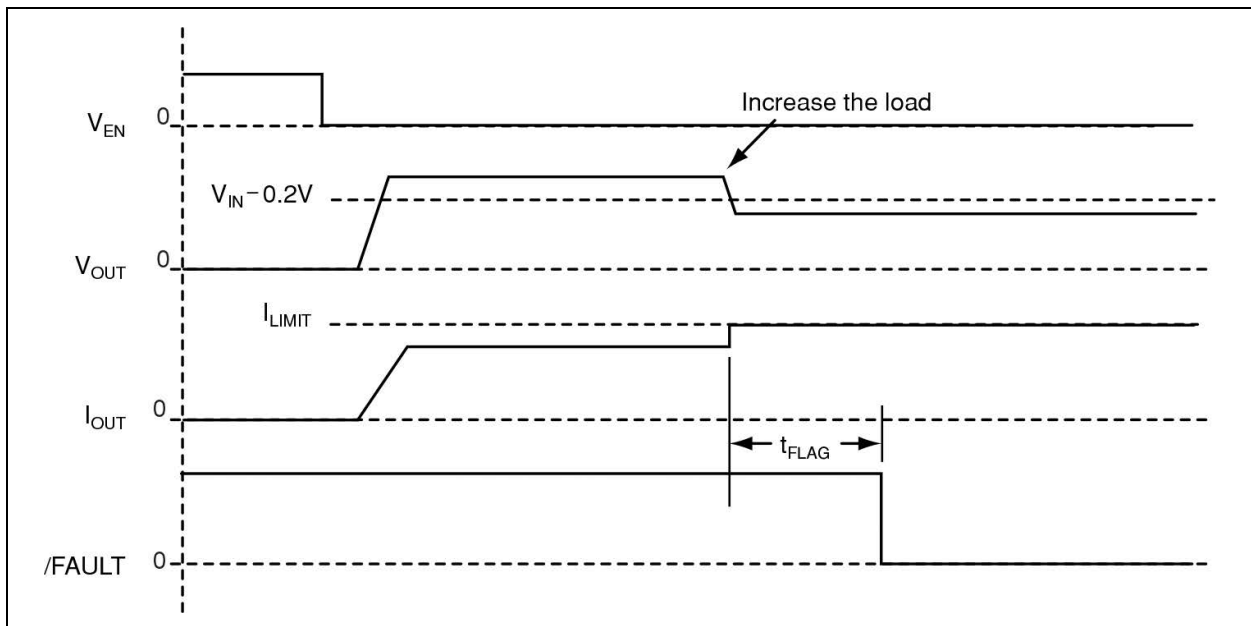 Increase the load
V_EN 0
V_IN – 0.2V
V_OUT 0
I_LIMIT
I_OUT 0
t_FLAG
/FAULT 0